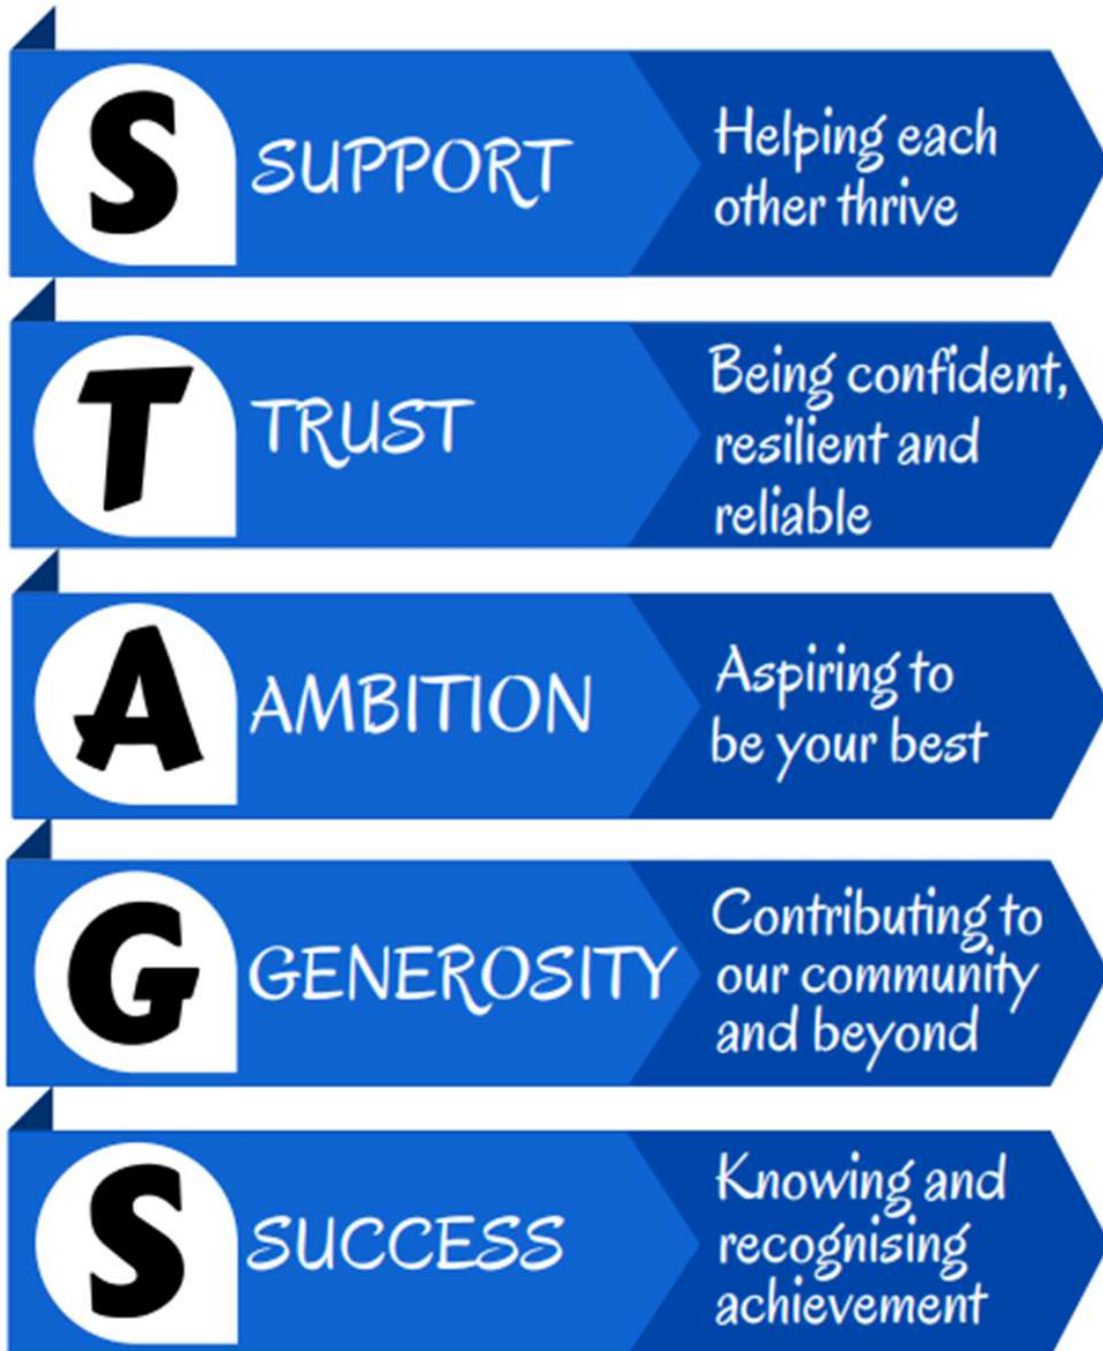 S
SUPPORT
Helping each
other thrive
T
TRUST
Being confident,
resilient and
reliable
A
AMBITION
Aspiring to
be your best
G
GENEROSITY
Contributing to
our community
and beyond
S
SUCCESS
Knowing and
recognising
achievement